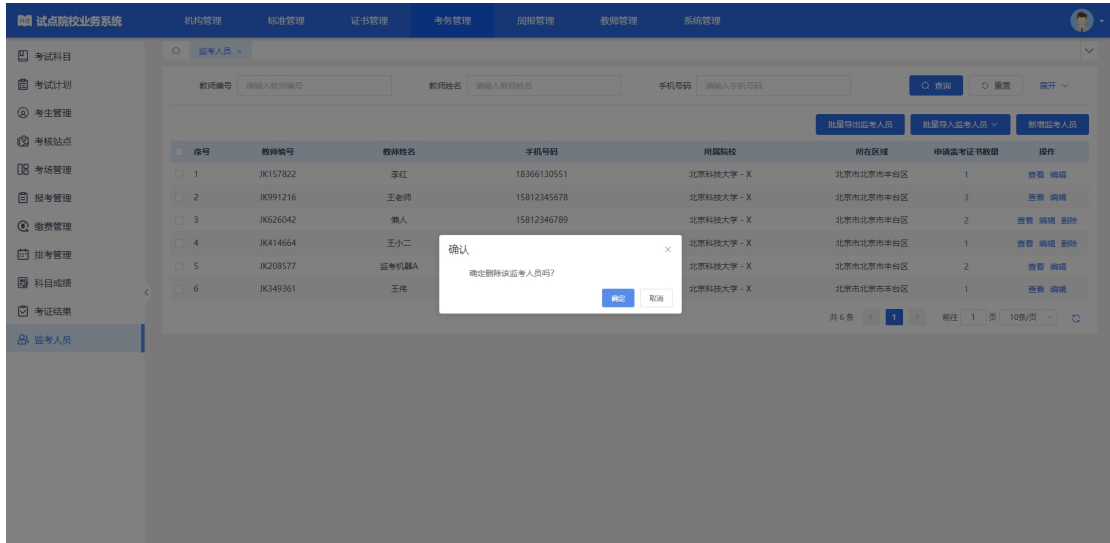 试点院校业务系统 机构管理 标准管理 证书管理 考务管理 周报管理 教师管理 系统管理
考试科目
考试计划
考生管理
考核站点
考场管理
报考管理
缴费管理
排考管理
科目成绩
考证结果
监考人员
监考人员 ×
教师编号 请输入教师编号 教师姓名 请输入教师姓名 手机号码 请输入手机号码 查询 重置 展开
批量导出监考人员 批量导入监考人员 新增监考人员
序号 教师编号 教师姓名 手机号码 所属院校 所在区域 申请监考证书数量 操作
1 JK157822 李红 18366130551 北京科技大学 - X 北京市北京市丰台区 1 查看 编辑
2 JK991216 王老师 15812345678 北京科技大学 - X 北京市北京市丰台区 3 查看 编辑
3 JK626042 懒人 15812346789 北京科技大学 - X 北京市北京市丰台区 2 查看 编辑 删除
4 JK414664 王小二 北京科技大学 - X 北京市北京市丰台区 1 查看 编辑 删除
5 JK208577 监考机器A 北京科技大学 - X 北京市北京市丰台区 2 查看 编辑
6 JK349361 王伟 北京科技大学 - X 北京市北京市丰台区 1 查看 编辑
确认 ×
确定删除该监考人员吗?
确定 取消
共 6 条 < 1 > 前往 1 页 10条/页